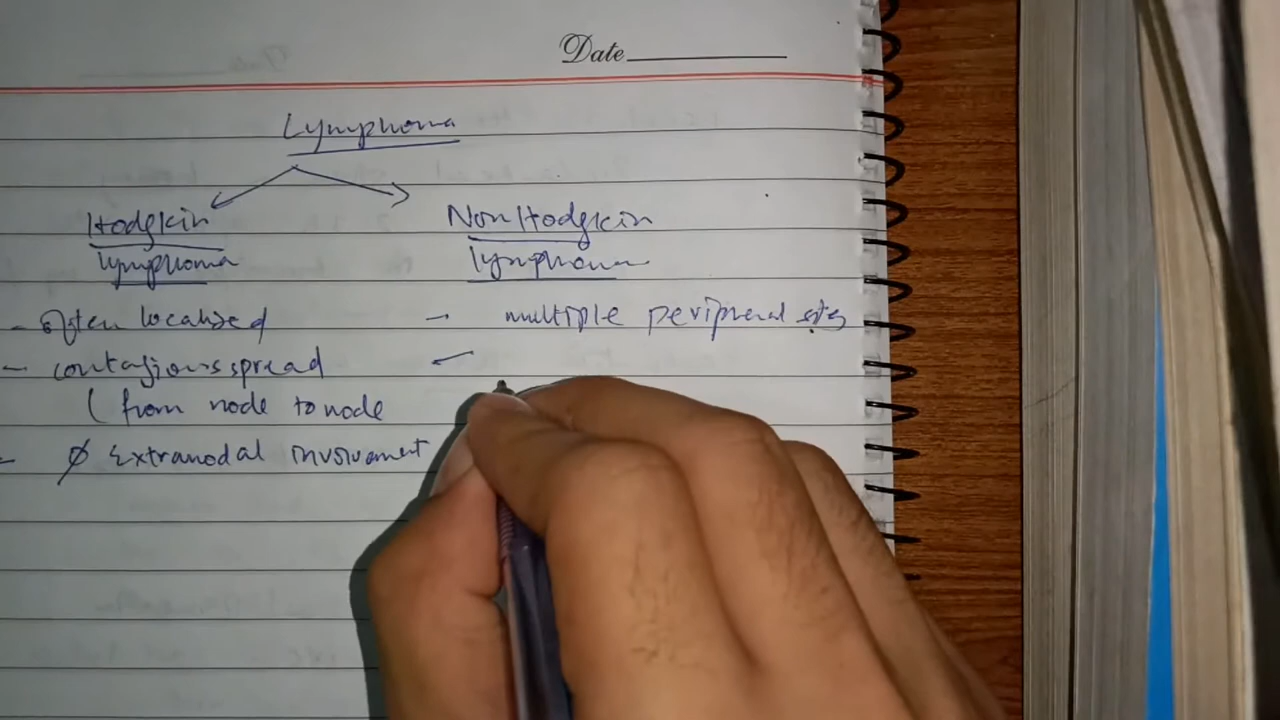 Date
Lymphoma
Hodgkin Non Hodgkin
lymphoma lymphoma
- often localized - multiple peripheral sites
- contagious spread -
( from node to node
- ∅ Extranodal involvement